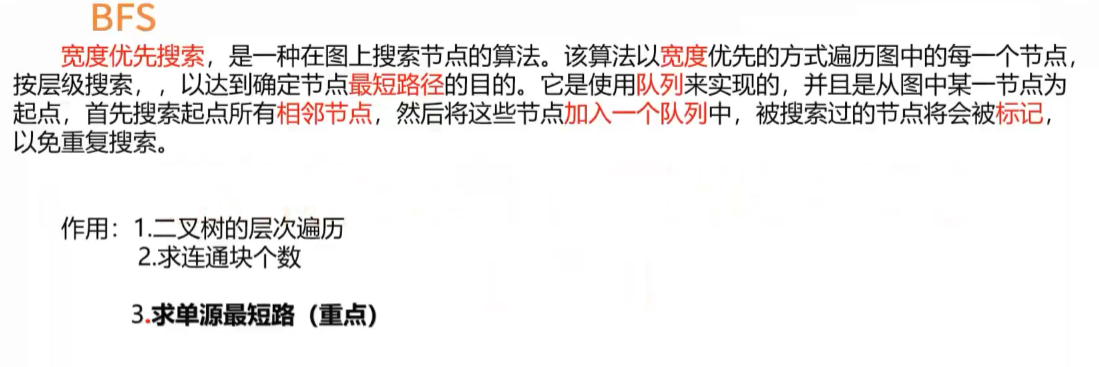 BFS
宽度优先搜索，是一种在图上搜索节点的算法。该算法以宽度优先的方式遍历图中的每一个节点，
按层级搜索，，以达到确定节点最短路径的目的。它是使用队列来实现的，并且是从图中某一节点为
起点，首先搜索起点所有相邻节点，然后将这些节点加入一个队列中，被搜索过的节点将会被标记，
以免重复搜索。
作用：1.二叉树的层次遍历
2.求连通块个数
3.求单源最短路（重点）